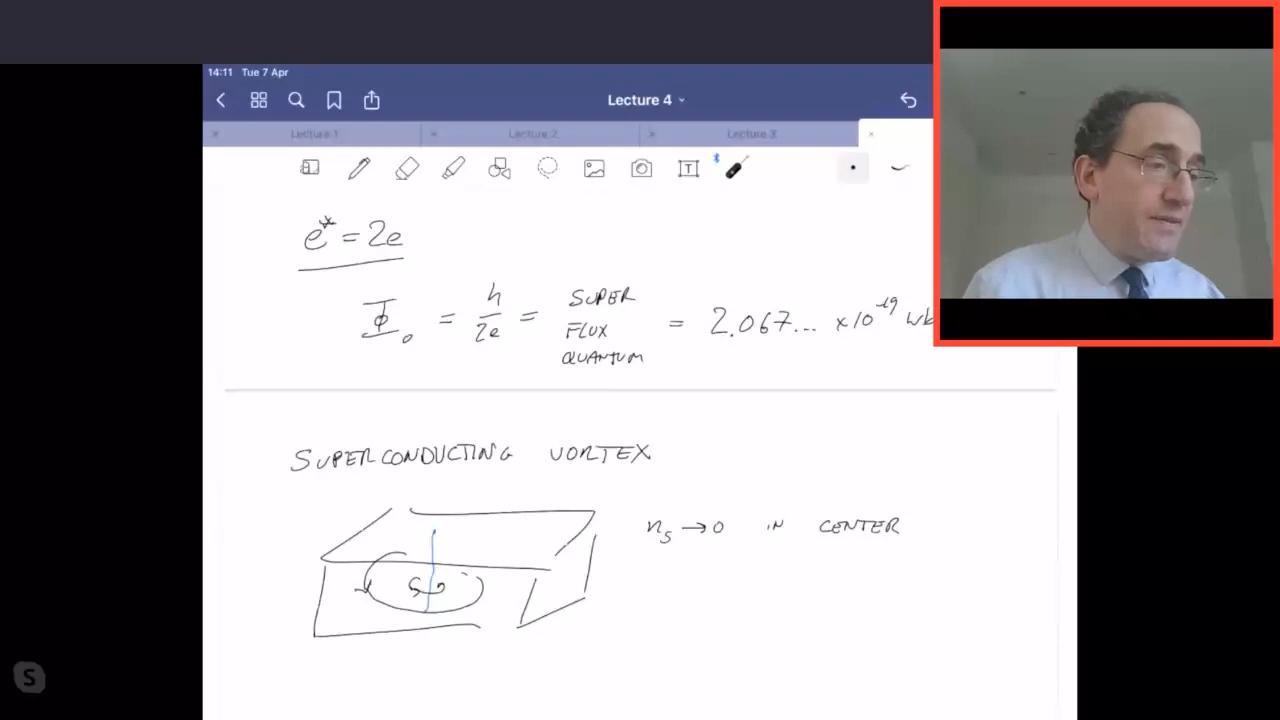 14:11 Tue 7 Apr
Lecture 4
Lecture 1
Lecture 2
Lecture 3
T
e* = 2e
Φ₀ = h/2e = SUPER FLUX QUANTUM = 2.067... x10⁻¹⁹ Wb
SUPERCONDUCTING VORTEX
nₛ → 0 IN CENTER
S